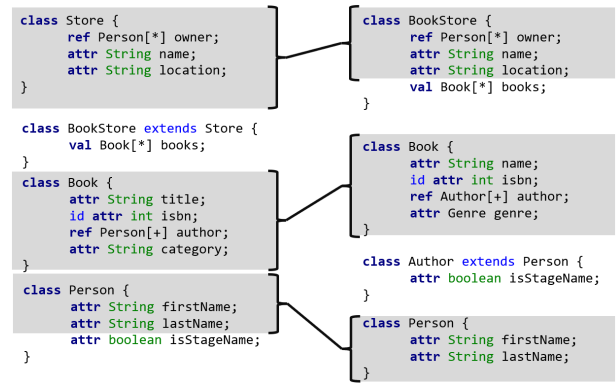 class Store {
ref Person[*] owner;
attr String name;
attr String location;
}
class BookStore extends Store {
val Book[*] books;
}
class Book {
attr String title;
id attr int isbn;
ref Person[+] author;
attr String category;
}
class Person {
attr String firstName;
attr String lastName;
attr boolean isStageName;
}
class BookStore {
ref Person[*] owner;
attr String name;
attr String location;
val Book[*] books;
}
class Book {
attr String name;
id attr int isbn;
ref Author[+] author;
attr Genre genre;
}
class Author extends Person {
attr boolean isStageName;
}
class Person {
attr String firstName;
attr String lastName;
}